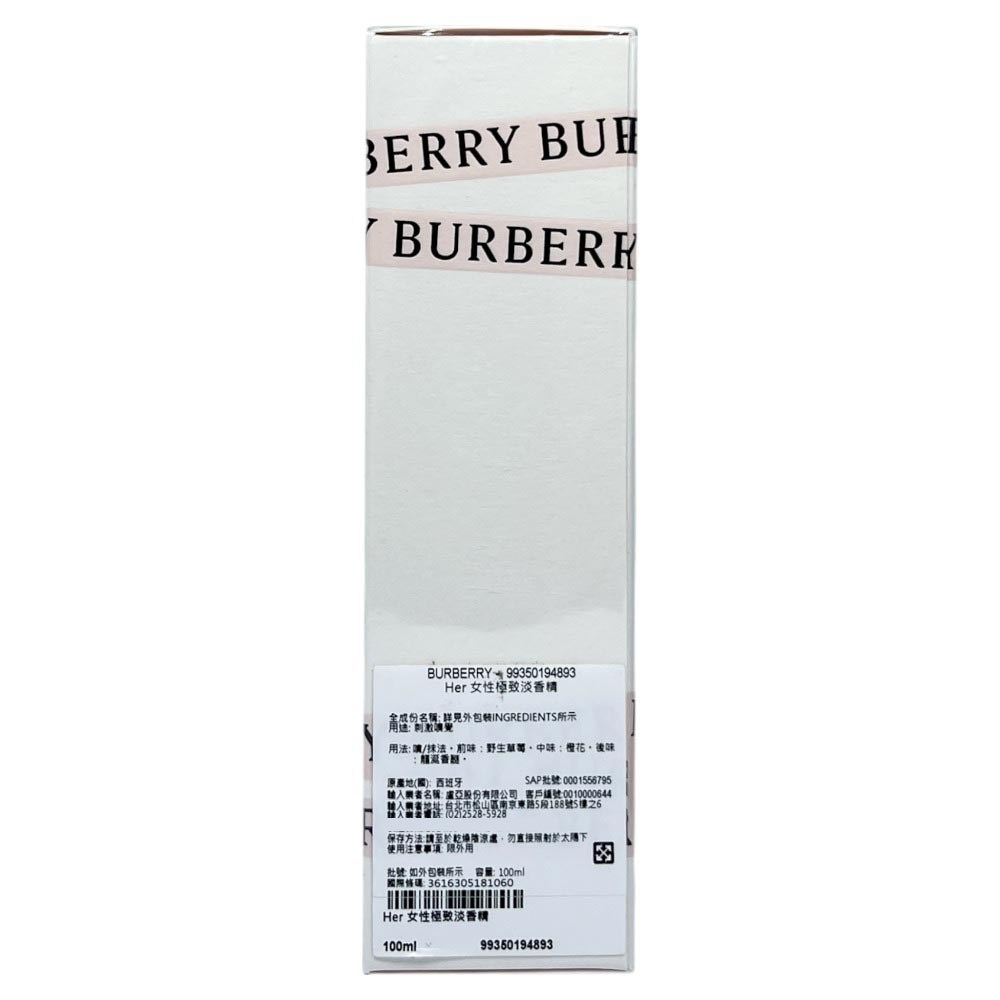 BERRY BUR
Y BURBERRY
BURBERRY - 99350194893
Her 女性極致淡香精
全成份名稱: 詳見外包裝INGREDIENTS所示
用途: 刺激嗅覺
用法: 噴/抹法。前味：野生草莓、中味：橙花、後味
：龍涎香醚。
原產地(國): 西班牙 SAP批號:0001556795
輸入業者名稱: 盧亞股份有限公司 客戶編號:0010000644
輸入業者地址: 台北市松山區南京東路5段188號5樓之6
輸入業者電話: (02)2528-5928
保存方法:請至於乾燥陰涼處，勿直接照射於太陽下
使用注意事項: 限外用
批號: 如外包裝所示 容量: 100ml
國際條碼: 3616305181060
Her 女性極致淡香精
100ml 99350194893